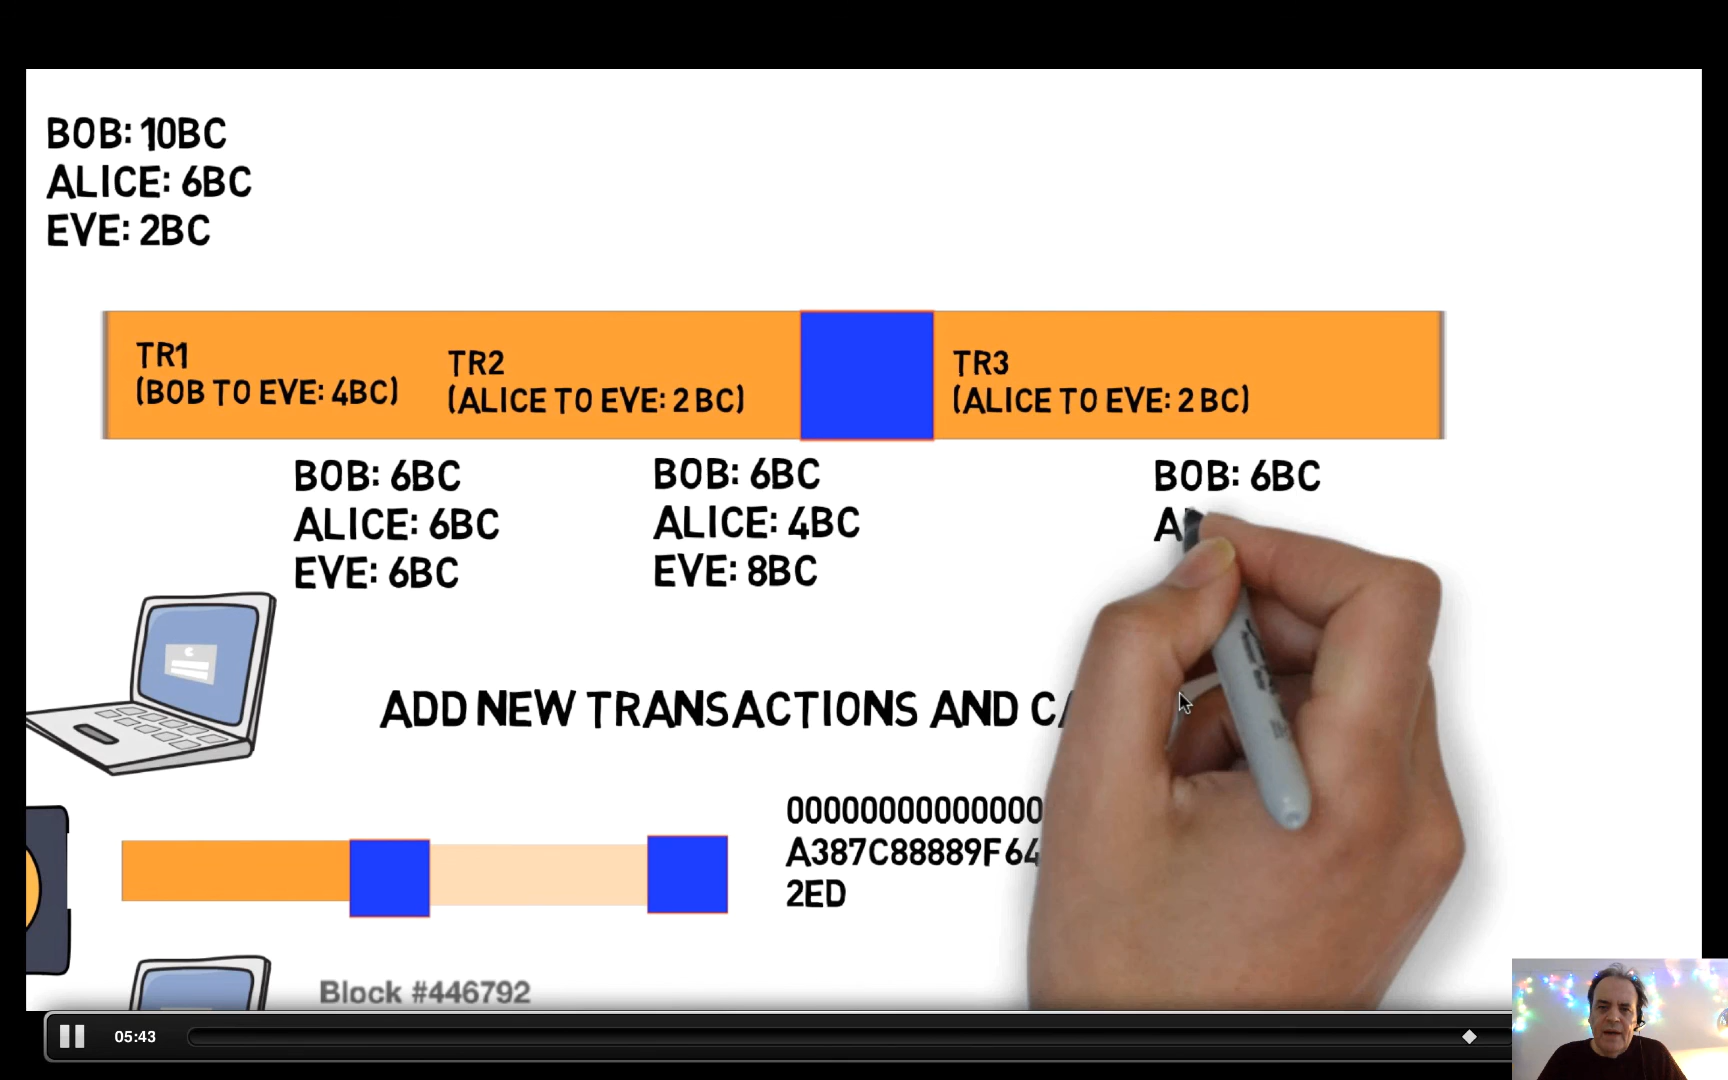 BOB: 10BC
ALICE: 6BC
EVE: 2BC
TR1
(BOB TO EVE: 4BC)
TR2
(ALICE TO EVE: 2 BC)
TR3
(ALICE TO EVE: 2 BC)
BOB: 6BC
ALICE: 6BC
EVE: 6BC
BOB: 6BC
ALICE: 4BC
EVE: 8BC
BOB: 6BC
A
ADD NEW TRANSACTIONS AND CA
00000000000000
A387C88889F64
2ED
Block #446792
05:43